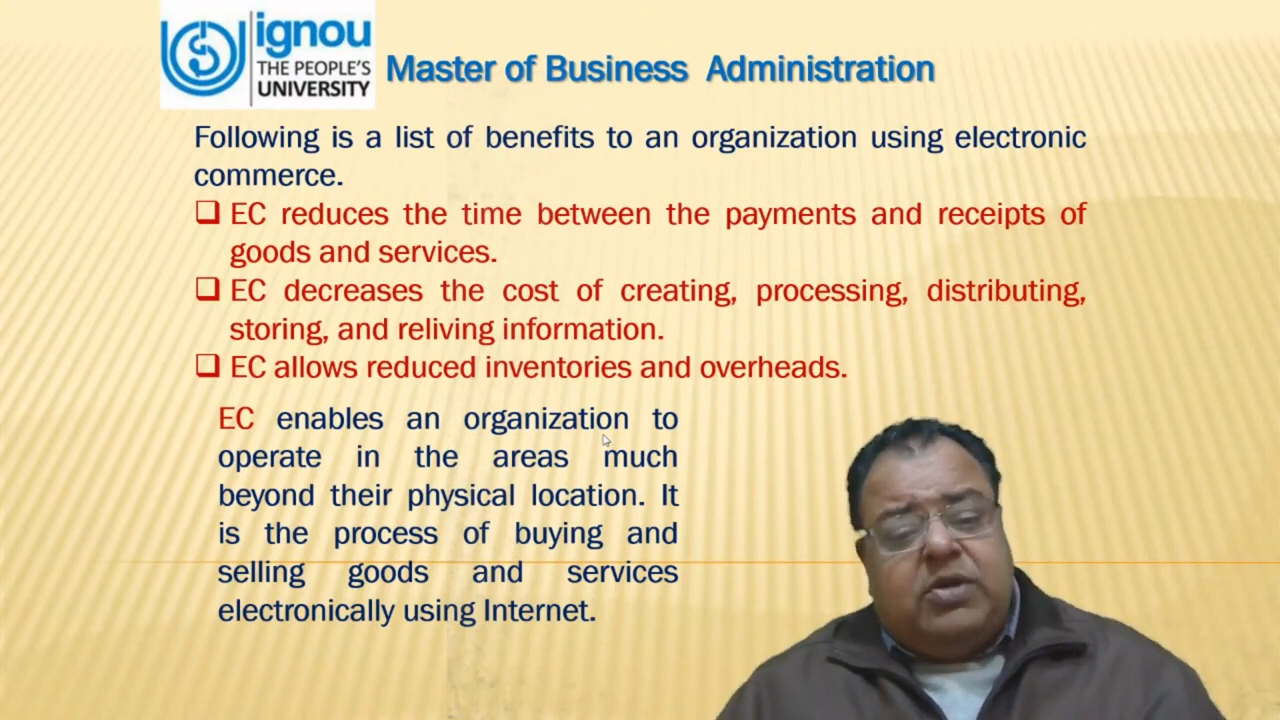 ignou
THE PEOPLE'S
UNIVERSITY
Master of Business Administration
Following is a list of benefits to an organization using electronic
commerce.
EC reduces the time between the payments and receipts of
goods and services.
EC decreases the cost of creating, processing, distributing,
storing, and reliving information.
EC allows reduced inventories and overheads.
EC enables an organization to
operate in the areas much
beyond their physical location. It
is the process of buying and
selling goods and services
electronically using Internet.